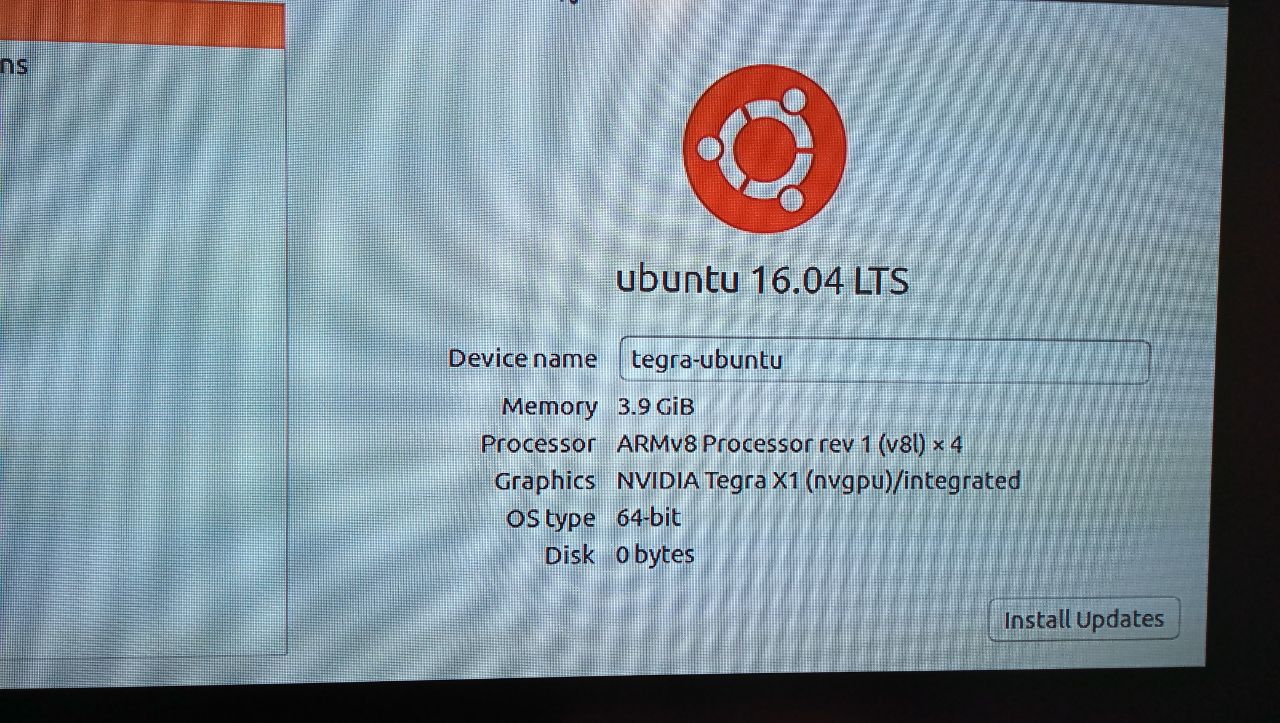 ns
ubuntu 16.04 LTS
Device name tegra-ubuntu
Memory 3.9 GiB
Processor ARMv8 Processor rev 1 (v8l) × 4
Graphics NVIDIA Tegra X1 (nvgpu)/integrated
OS type 64-bit
Disk 0 bytes
Install Updates